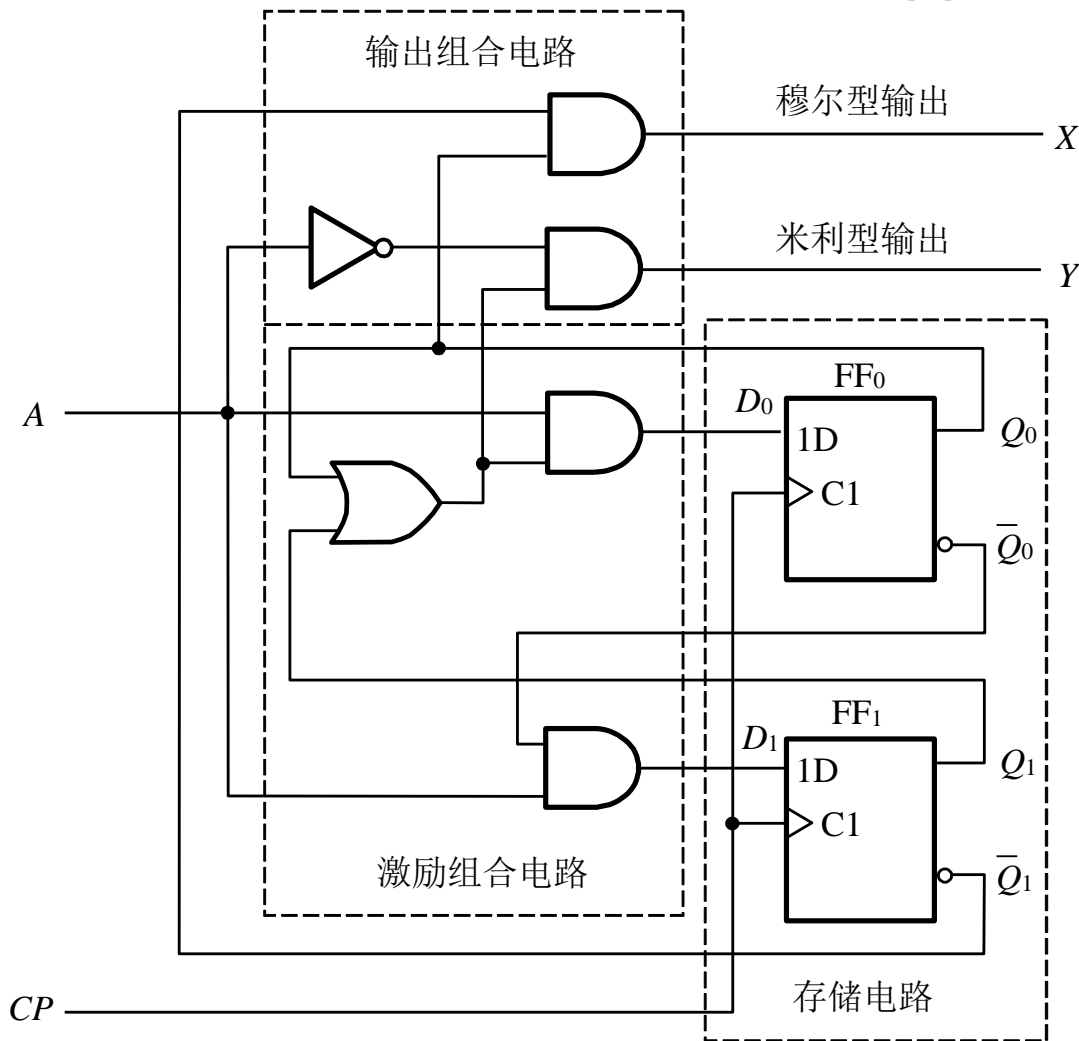 输出组合电路
穆尔型输出
X
米利型输出
Y
A
D₀
FF₀
1D
C1
Q₀
Q̅₀
D₁
FF₁
1D
C1
Q₁
Q̅₁
激励组合电路
存储电路
CP